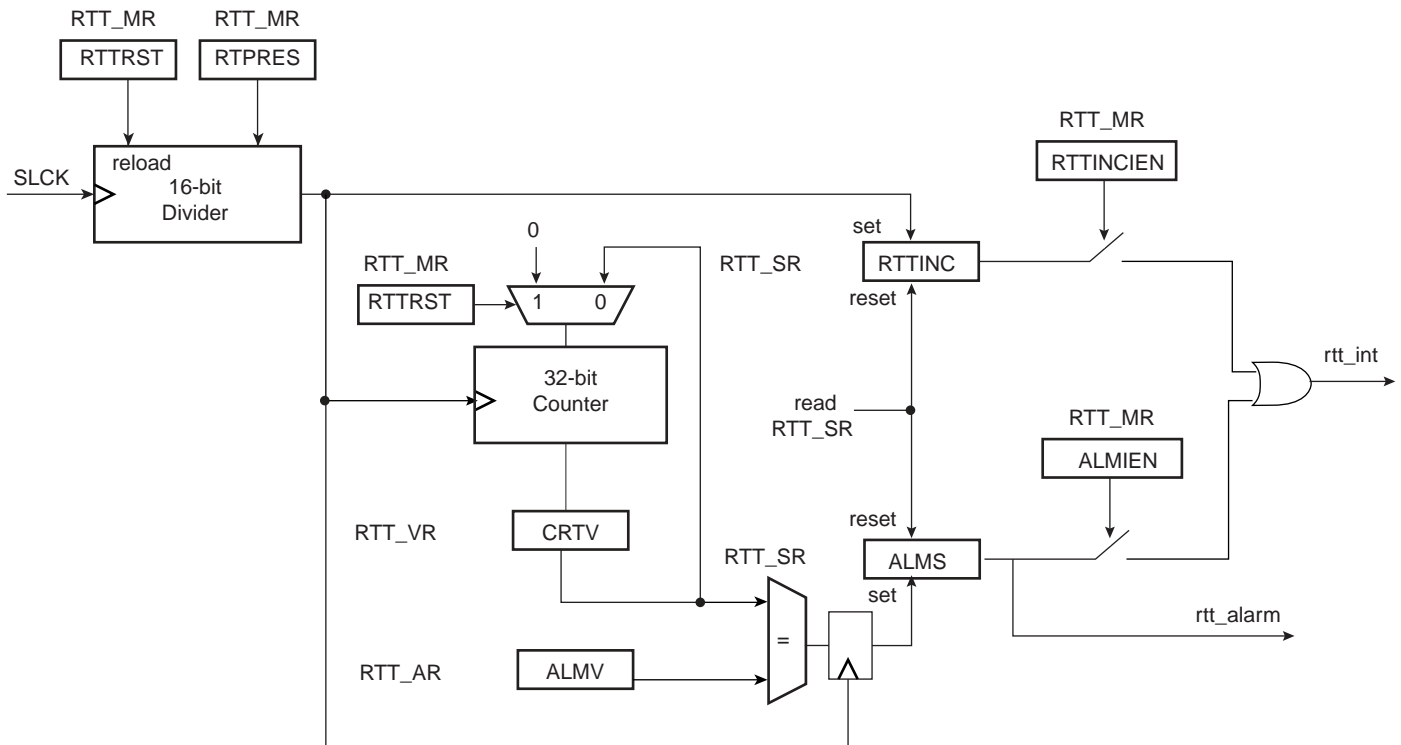 RTT_MR
RTT_MR
RTTRST
RTPRES
reload
16-bit
Divider
SLCK
RTT_MR
RTTINCIEN
0
set
RTT_MR
RTT_SR
RTTINC
RTTRST
1
0
reset
32-bit
Counter
rtt_int
read
RTT_SR
RTT_MR
ALMIEN
reset
RTT_VR
CRTV
RTT_SR
ALMS
set
rtt_alarm
=
RTT_AR
ALMV